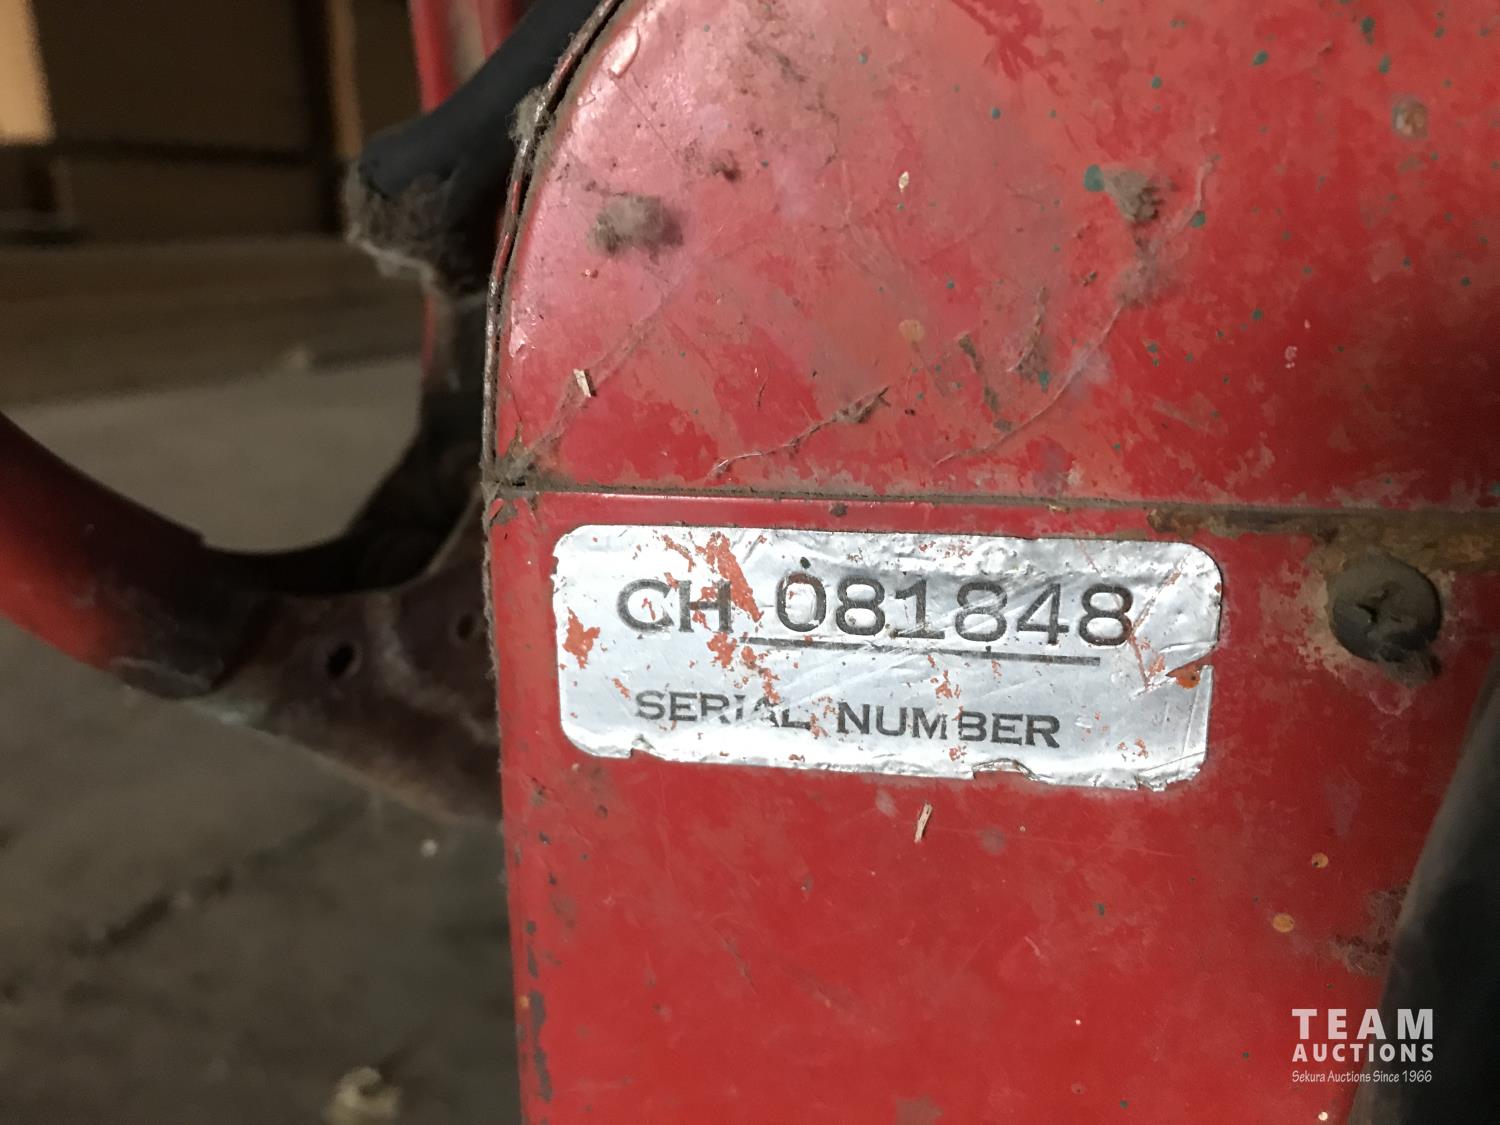 CH 081848
SERIAL NUMBER
TEAM
AUCTIONS
Sekura Auctions Since 1966